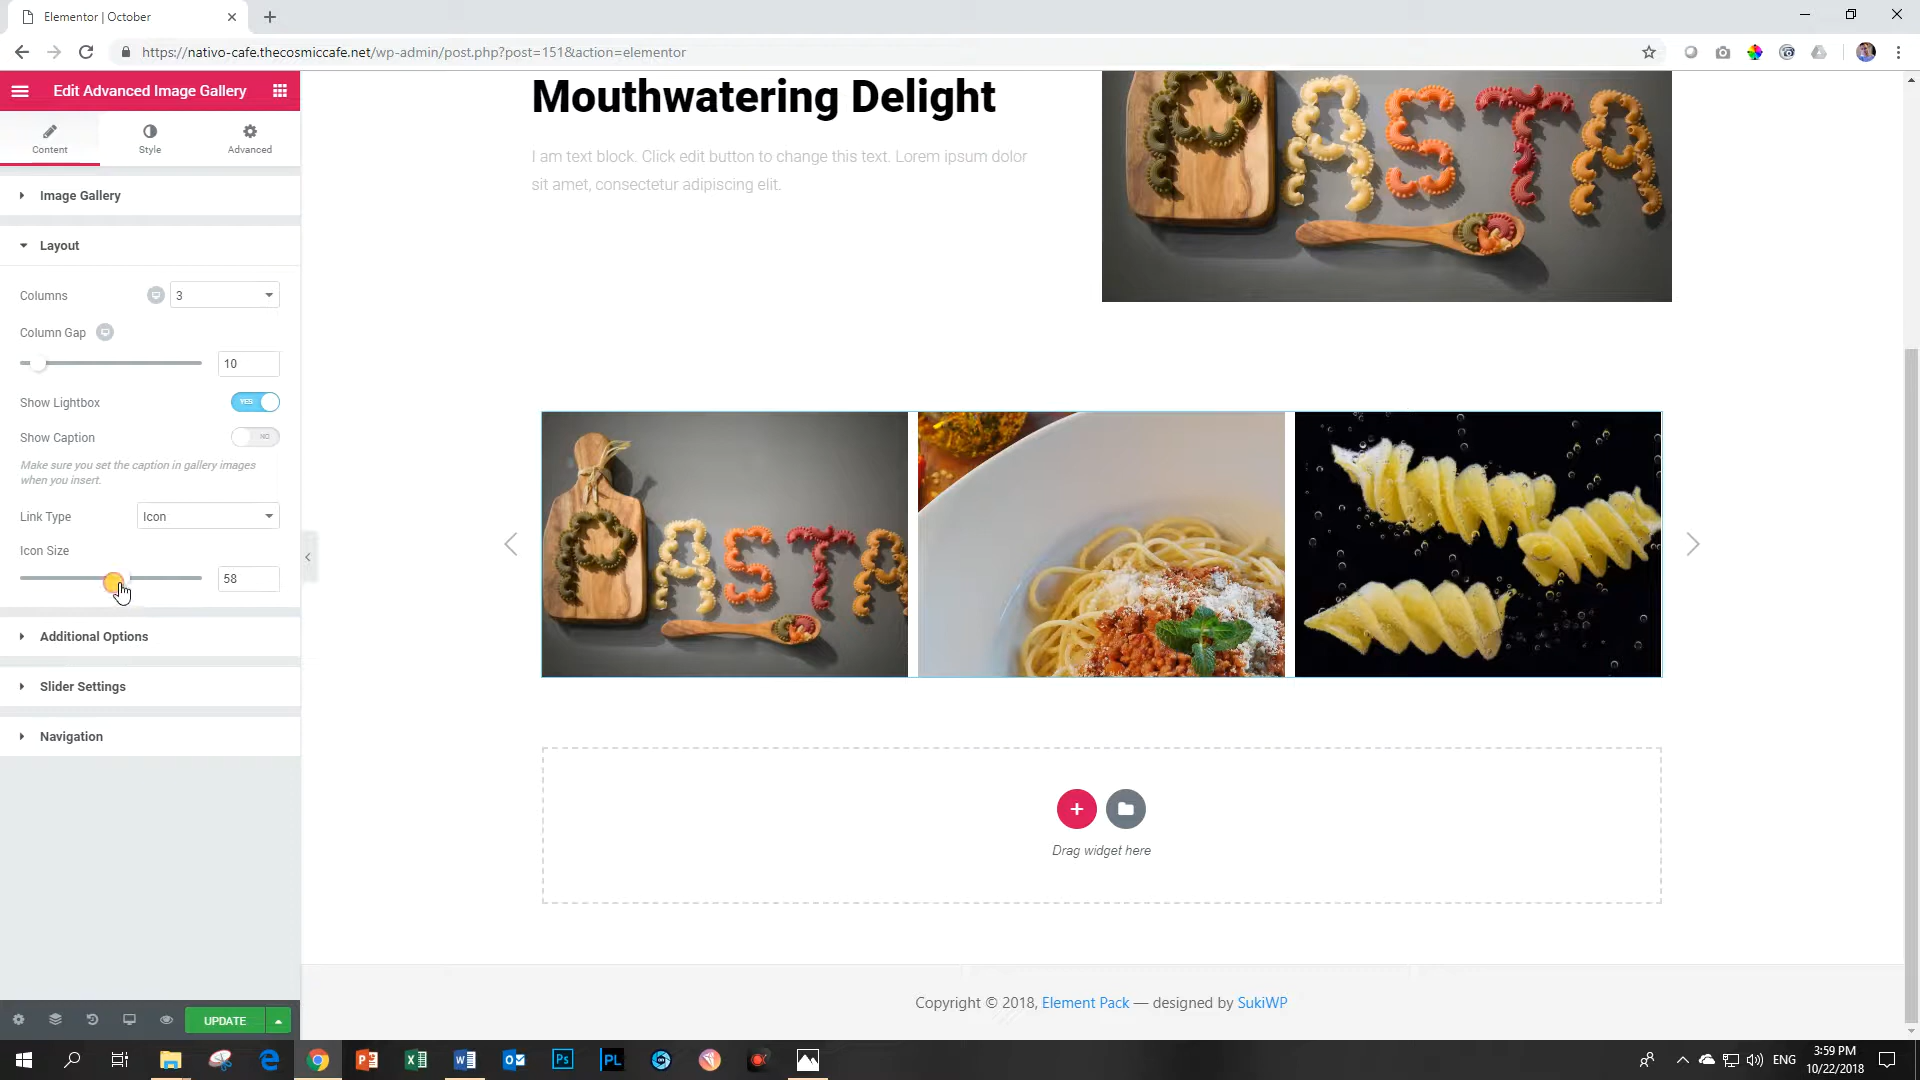 Elementor | October
https://nativo-cafe.thecosmiccafe.net/wp-admin/post.php?post=151&action=elementor
Edit Advanced Image Gallery
Content
Style
Advanced
Image Gallery
Layout
Columns
3
Column Gap
10
Show Lightbox
YES
Show Caption
NO
Make sure you set the caption in gallery images
when you insert.
Link Type
Icon
Icon Size
58
Additional Options
Slider Settings
Navigation
UPDATE
Mouthwatering Delight
I am text block. Click edit button to change this text. Lorem ipsum dolor
sit amet, consectetur adipiscing elit.
PASTA
PASTA
Drag widget here
Copyright © 2018, Element Pack — designed by SukiWP
Ps
PL
ENG
3:59 PM
10/22/2018